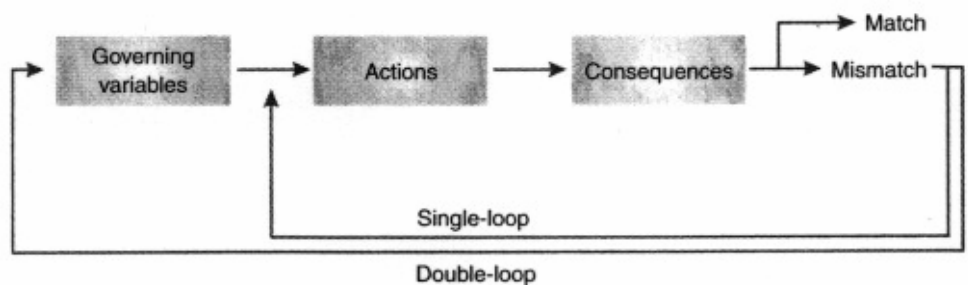 Governing
variables
Actions
Consequences
Match
Mismatch
Single-loop
Double-loop